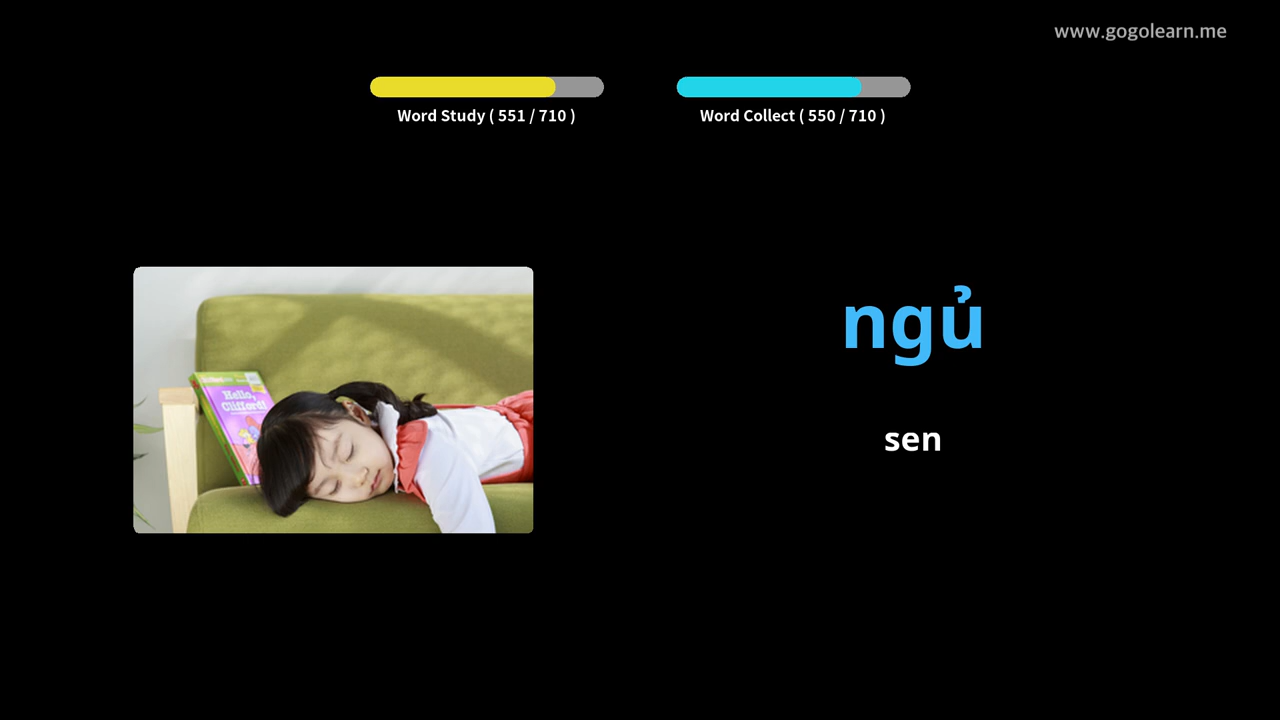 www.gogolearn.me
Word Study ( 551 / 710 )
Word Collect ( 550 / 710 )
Hello,
Clifford!
ngủ
sen